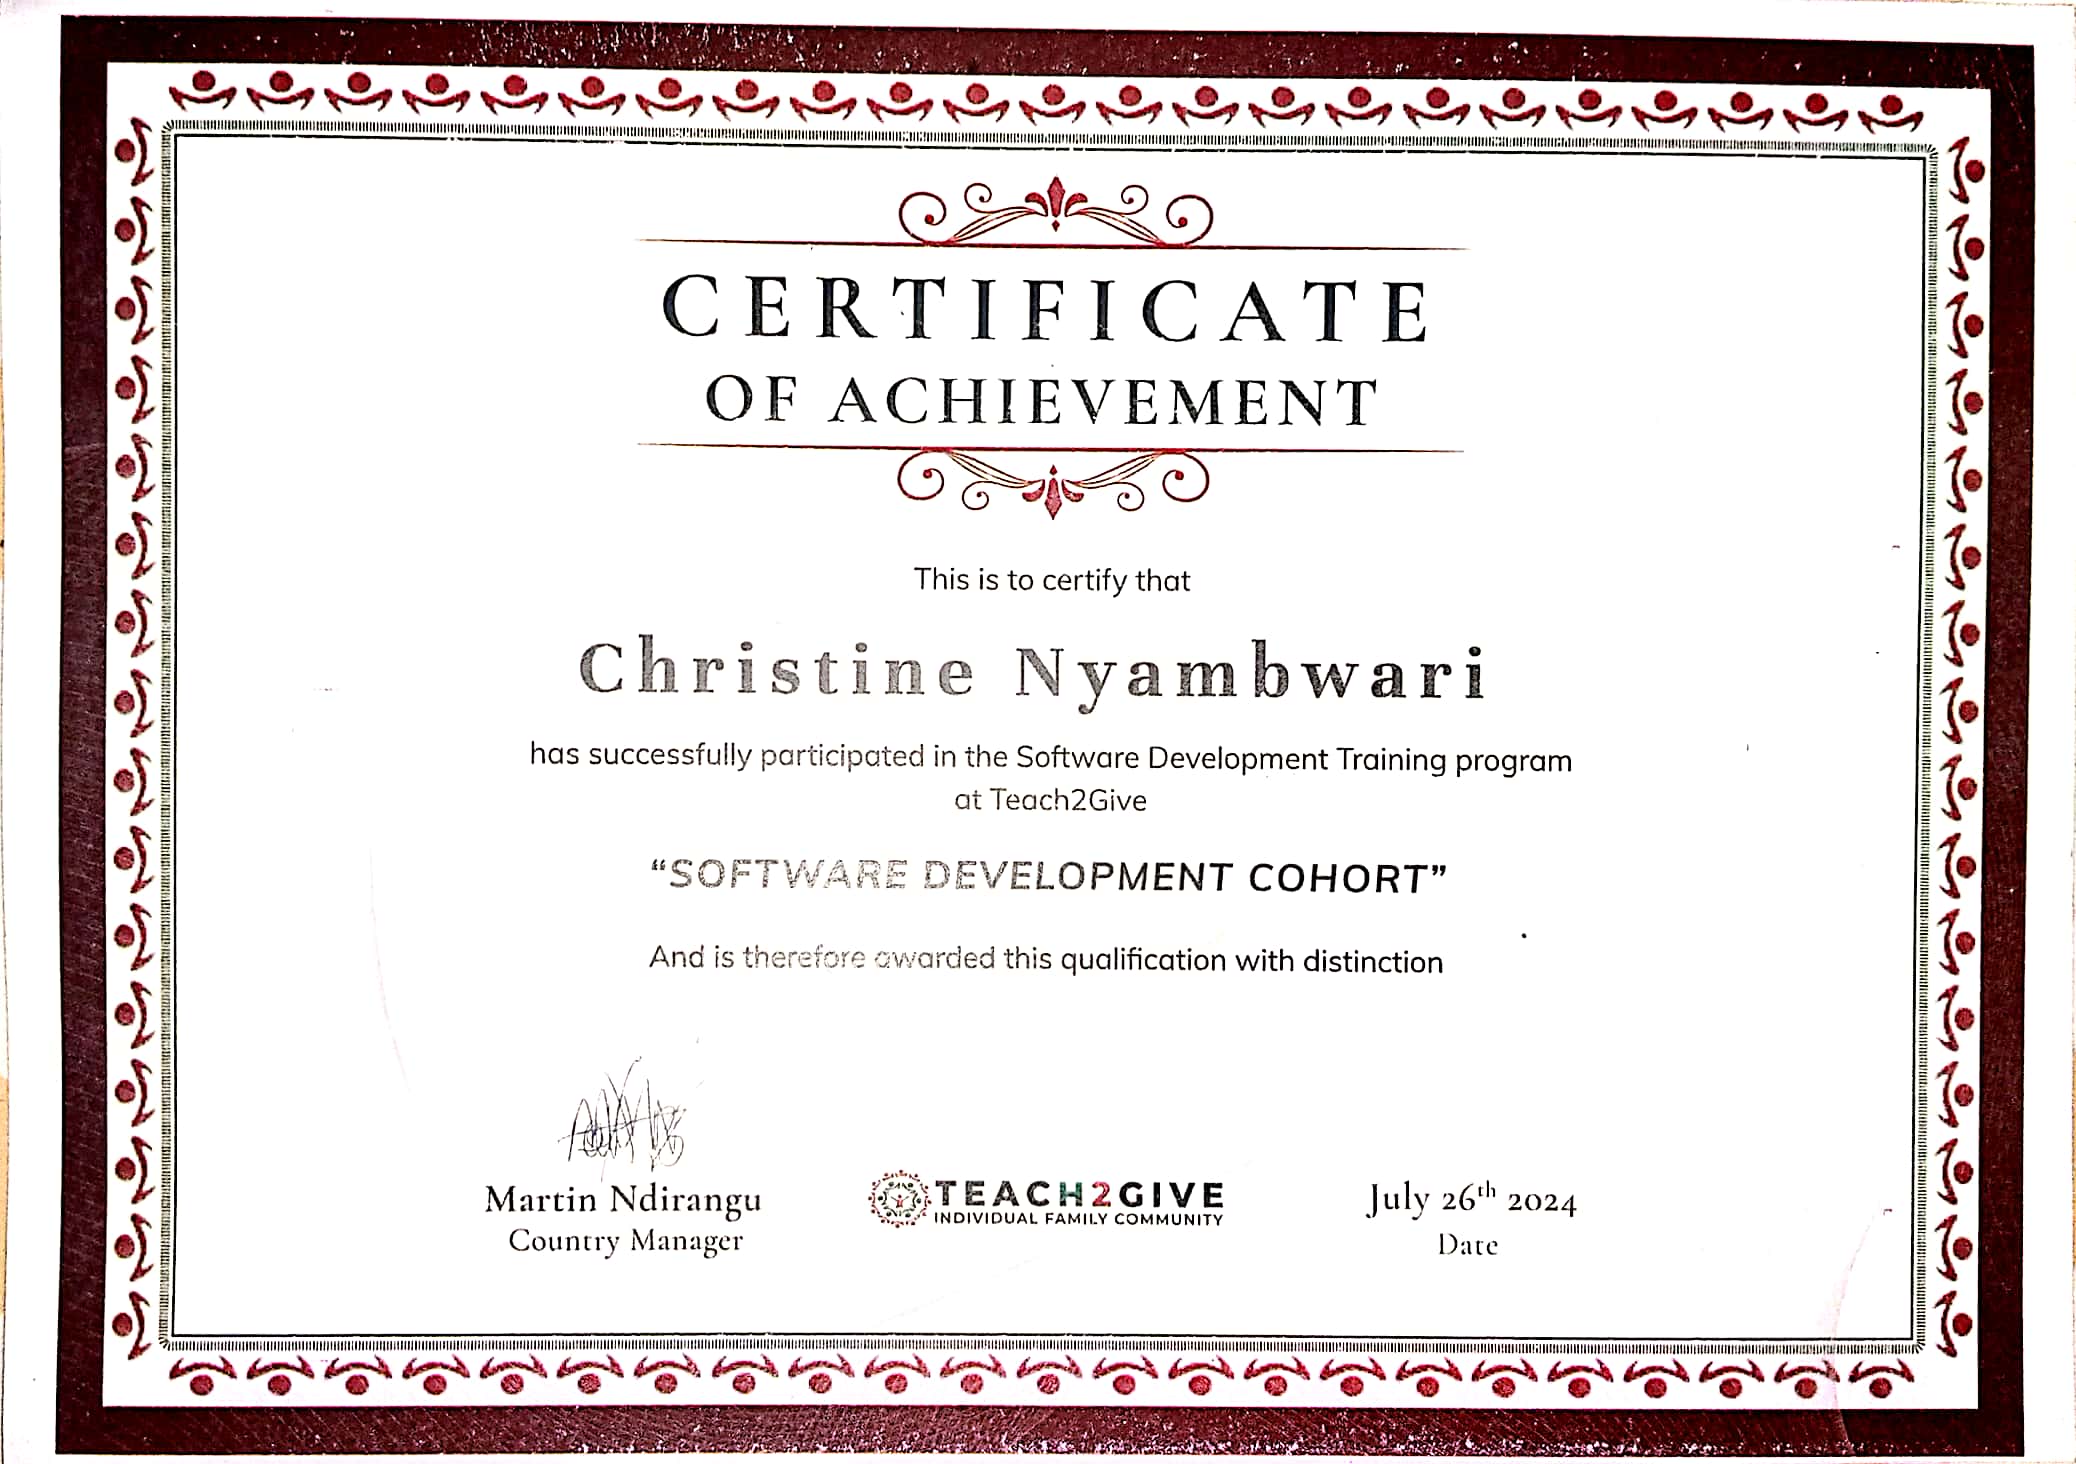 CERTIFICATE
OF ACHIEVEMENT
This is to certify that
Christine Nyambwari
has successfully participated in the Software Development Training program
at Teach2Give
“SOFTWARE DEVELOPMENT COHORT”
And is therefore awarded this qualification with distinction
Martin Ndirangu
Country Manager
TEACH2GIVE
INDIVIDUAL FAMILY COMMUNITY
July 26th 2024
Date